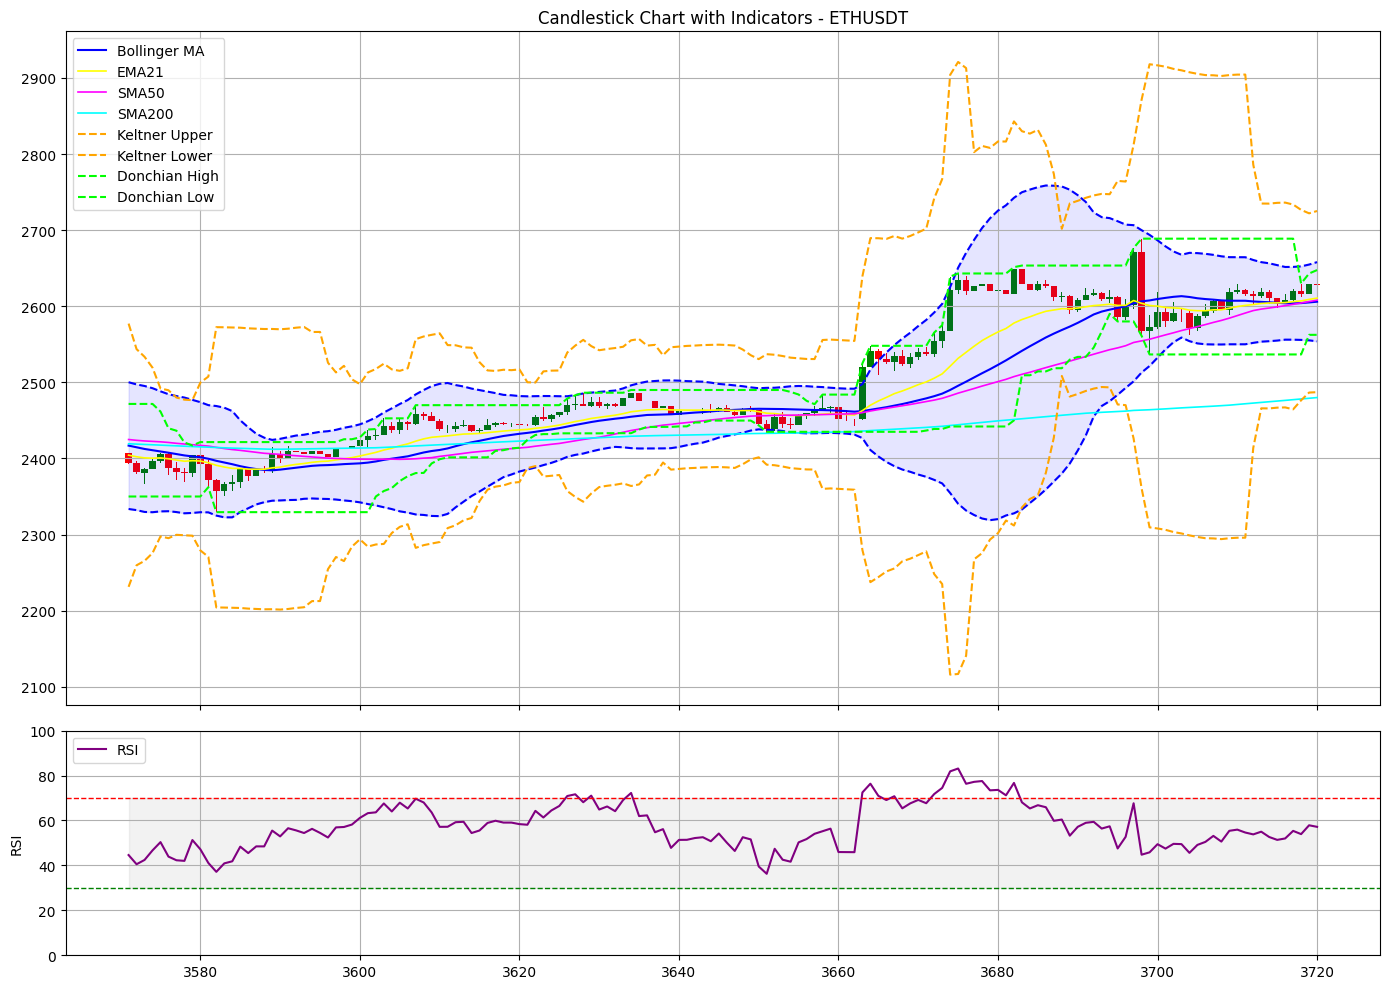 Candlestick Chart with Indicators - ETHUSDT
Bollinger MA
EMA21
SMA50
SMA200
Keltner Upper
Keltner Lower
Donchian High
Donchian Low
2900
2800
2700
2600
2500
2400
2300
2200
2100
RSI
100
80
60
40
20
0
RSI
3580 3600 3620 3640 3660 3680 3700 3720